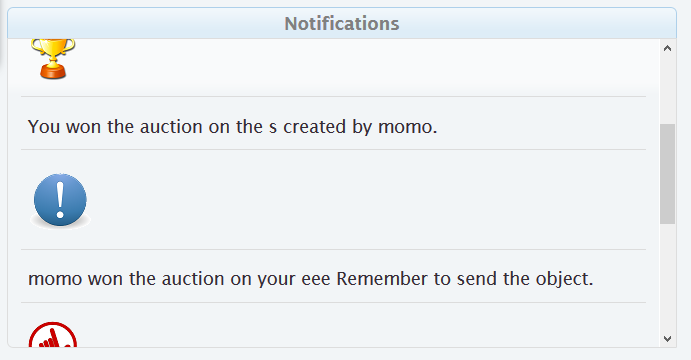 Notifications
You won the auction on the s created by momo.
momo won the auction on your eee Remember to send the object.